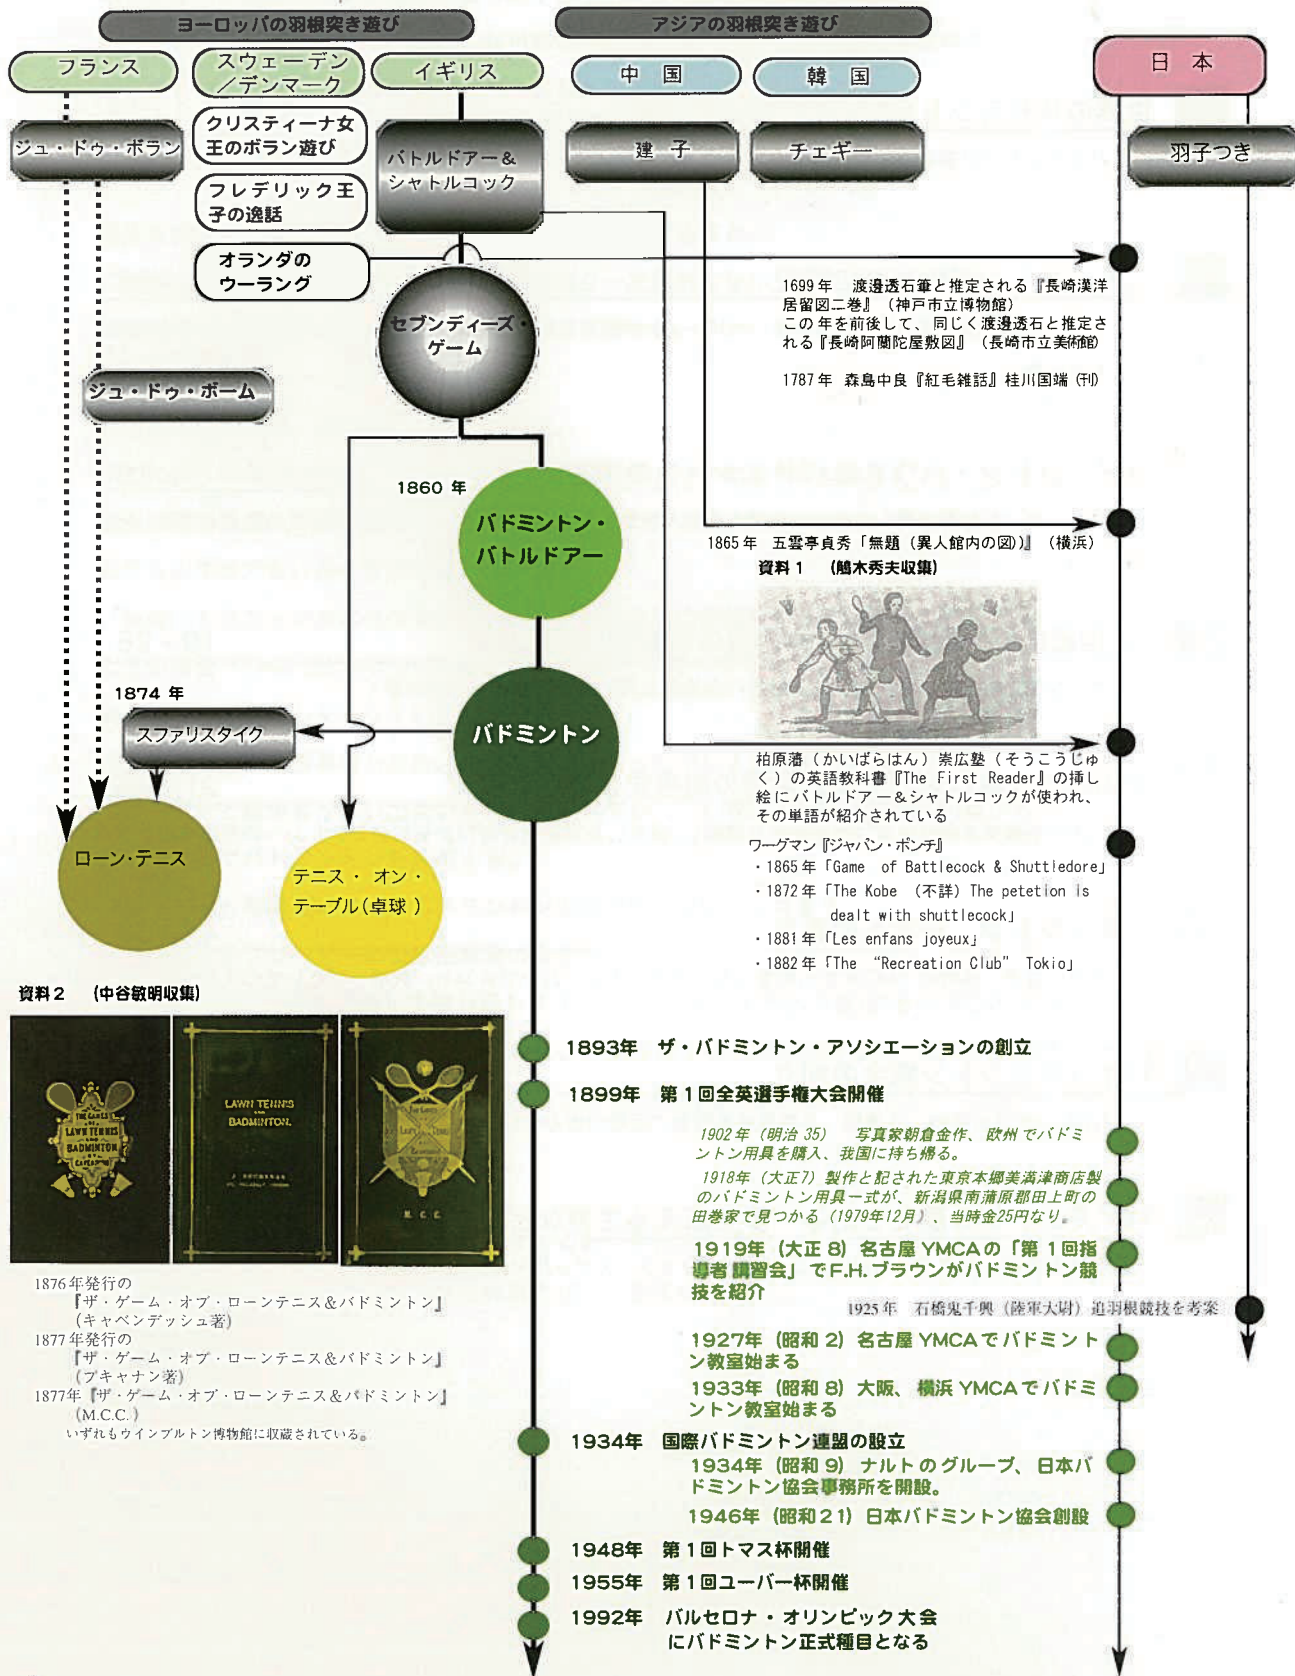 ヨーロッパの羽根突き遊び
アジアの羽根突き遊び
フランス
スウェーデン
／デンマーク
イギリス
中 国
韓 国
日 本
ジュ・ドゥ・ボラン
クリスティーナ女
王のボラン遊び
フレデリック王
子の逸話
オランダの
ウーランゲ
バトルドアー＆
シャトルコック
建 子
チェギー
羽子つき
セブンディーズ・
ゲーム
ジュ・ドゥ・ボーム
1699年 渡邉透石筆と推定される『長崎漢洋
居留図二巻』（神戸市立博物館）
この年を前後して、同じく渡邉透石と推定さ
れる『長崎阿蘭陀屋敷図』（長崎市立美術館）
1787年 森島中良『紅毛雑話』桂川国端（刊）
1860 年
バドミントン・
バトルドアー
1865年 五雲亭貞秀「無題（異人館内の図）』（横浜）
資料１ （鵤木秀夫収集）
1874 年
スファリスタイク
バドミントン
柏原藩（かいばらはん）崇広塾（そうこうじゅ
く）の英語教科書『The First Reader』の挿し
絵にバトルドアー＆シャトルコックが使われ、
その単語が紹介されている
ワーグマン『ジャパン・ポンチ』
・1865年「Game of Battlecock & Shuttledore」
・1872年「The Kobe （不詳）The petetion is
dealt with shuttlecock」
・1881年「Les enfans joyeux」
・1882年「The “Recreation Club” Tokio」
ローン・テニス
テニス・ オン・
テーブル（卓球）
資料２ （中谷敏明収集）
THE GAMES
OF
LAWN TENNIS
AND
BADMINTON
BY
CAVENDISH
LAWN TENNIS
AND
BADMINTON.
M.C.C.
1876年発行の
『ザ・ゲーム・オブ・ローンテニス＆バドミントン』
（キャベンデッシュ著）
1877年発行の
『ザ・ゲーム・オブ・ローンテニス＆バドミントン』
（ブキャナン著）
1877年『ザ・ゲーム・オブ・ローンテニス＆バドミントン』
（M.C.C.）
いずれもウインブルトン博物館に収蔵されている。
1893年 ザ・バドミントン・アソシエーションの創立
1899年 第１回全英選手権大会開催
1902年（明治 35） 写真家朝倉金作、欧州でバドミ
ントン用具を購入、我国に持ち帰る。
1918年（大正7）製作と記された東京本郷美満津商店製
のバドミントン用具一式が、新潟県南蒲原郡田上町の
田巻家で見つかる（1979年12月）、当時金25円なり。
1919年（大正 8）名古屋 YMCAの「第１回指
導者講習会」でF.H.ブラウンがバドミントン競
技を紹介
1925年 石橋鬼千興（陸軍大尉）追羽根競技を考案
1927年（昭和 2）名古屋 YMCAでバドミント
ン教室始まる
1933年（昭和 8）大阪、横浜 YMCAでバドミ
ントン教室始まる
1934年 国際バドミントン連盟の設立
1934年（昭和 9）ナルトのグループ、日本バ
ドミントン協会事務所を開設。
1946年（昭和21）日本バドミントン協会創設
1948年 第１回トマス杯開催
1955年 第１回ユーバー杯開催
1992年 バルセロナ・オリンピック大会
にバドミントン正式種目となる